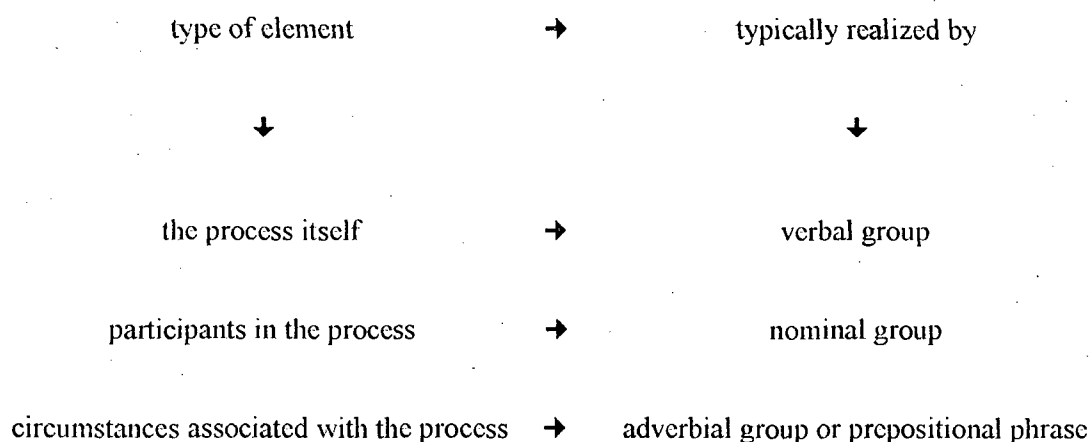 type of element → typically realized by
↓ ↓
the process itself → verbal group
participants in the process → nominal group
circumstances associated with the process → adverbial group or prepositional phrase